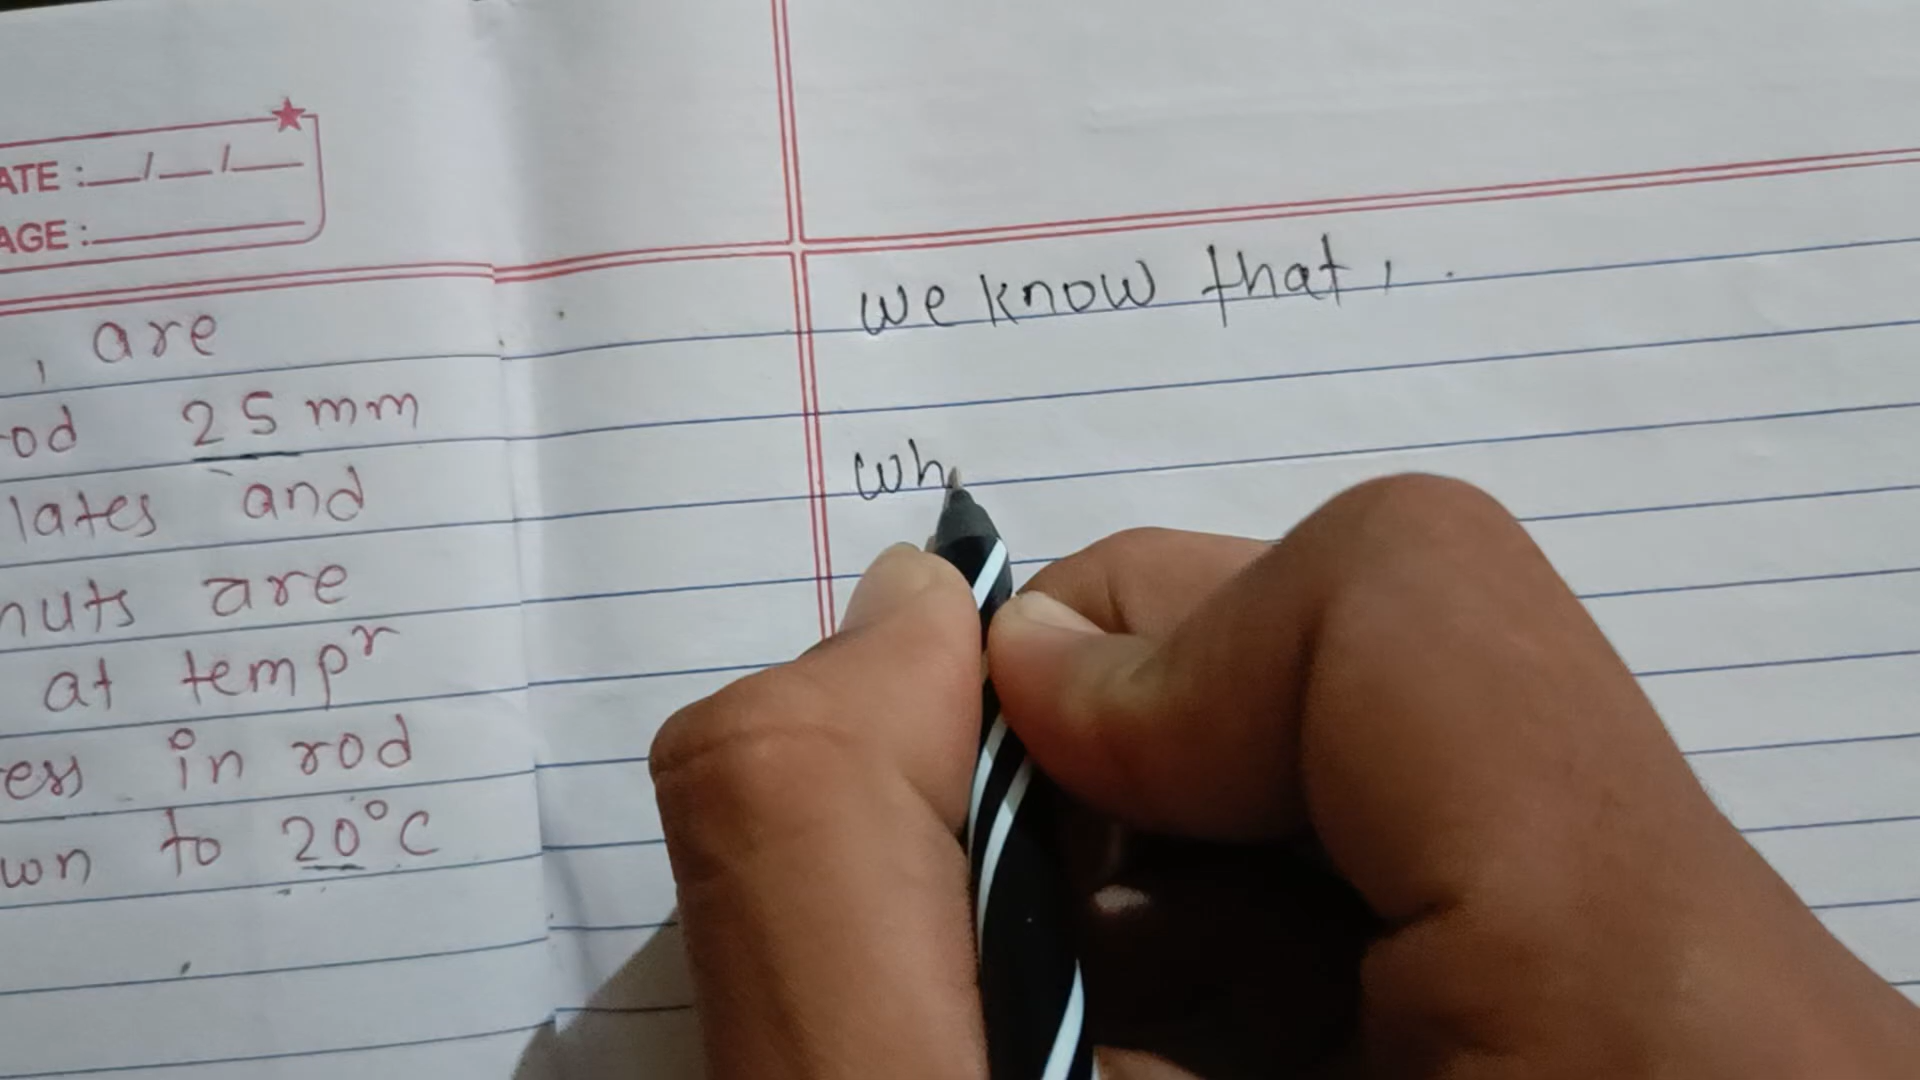 ATE :__/__/__
AGE :
, are
od 25 mm
lates and
nuts are
at tempr
ess in rod
wn to 20°C
we know that,.
wh